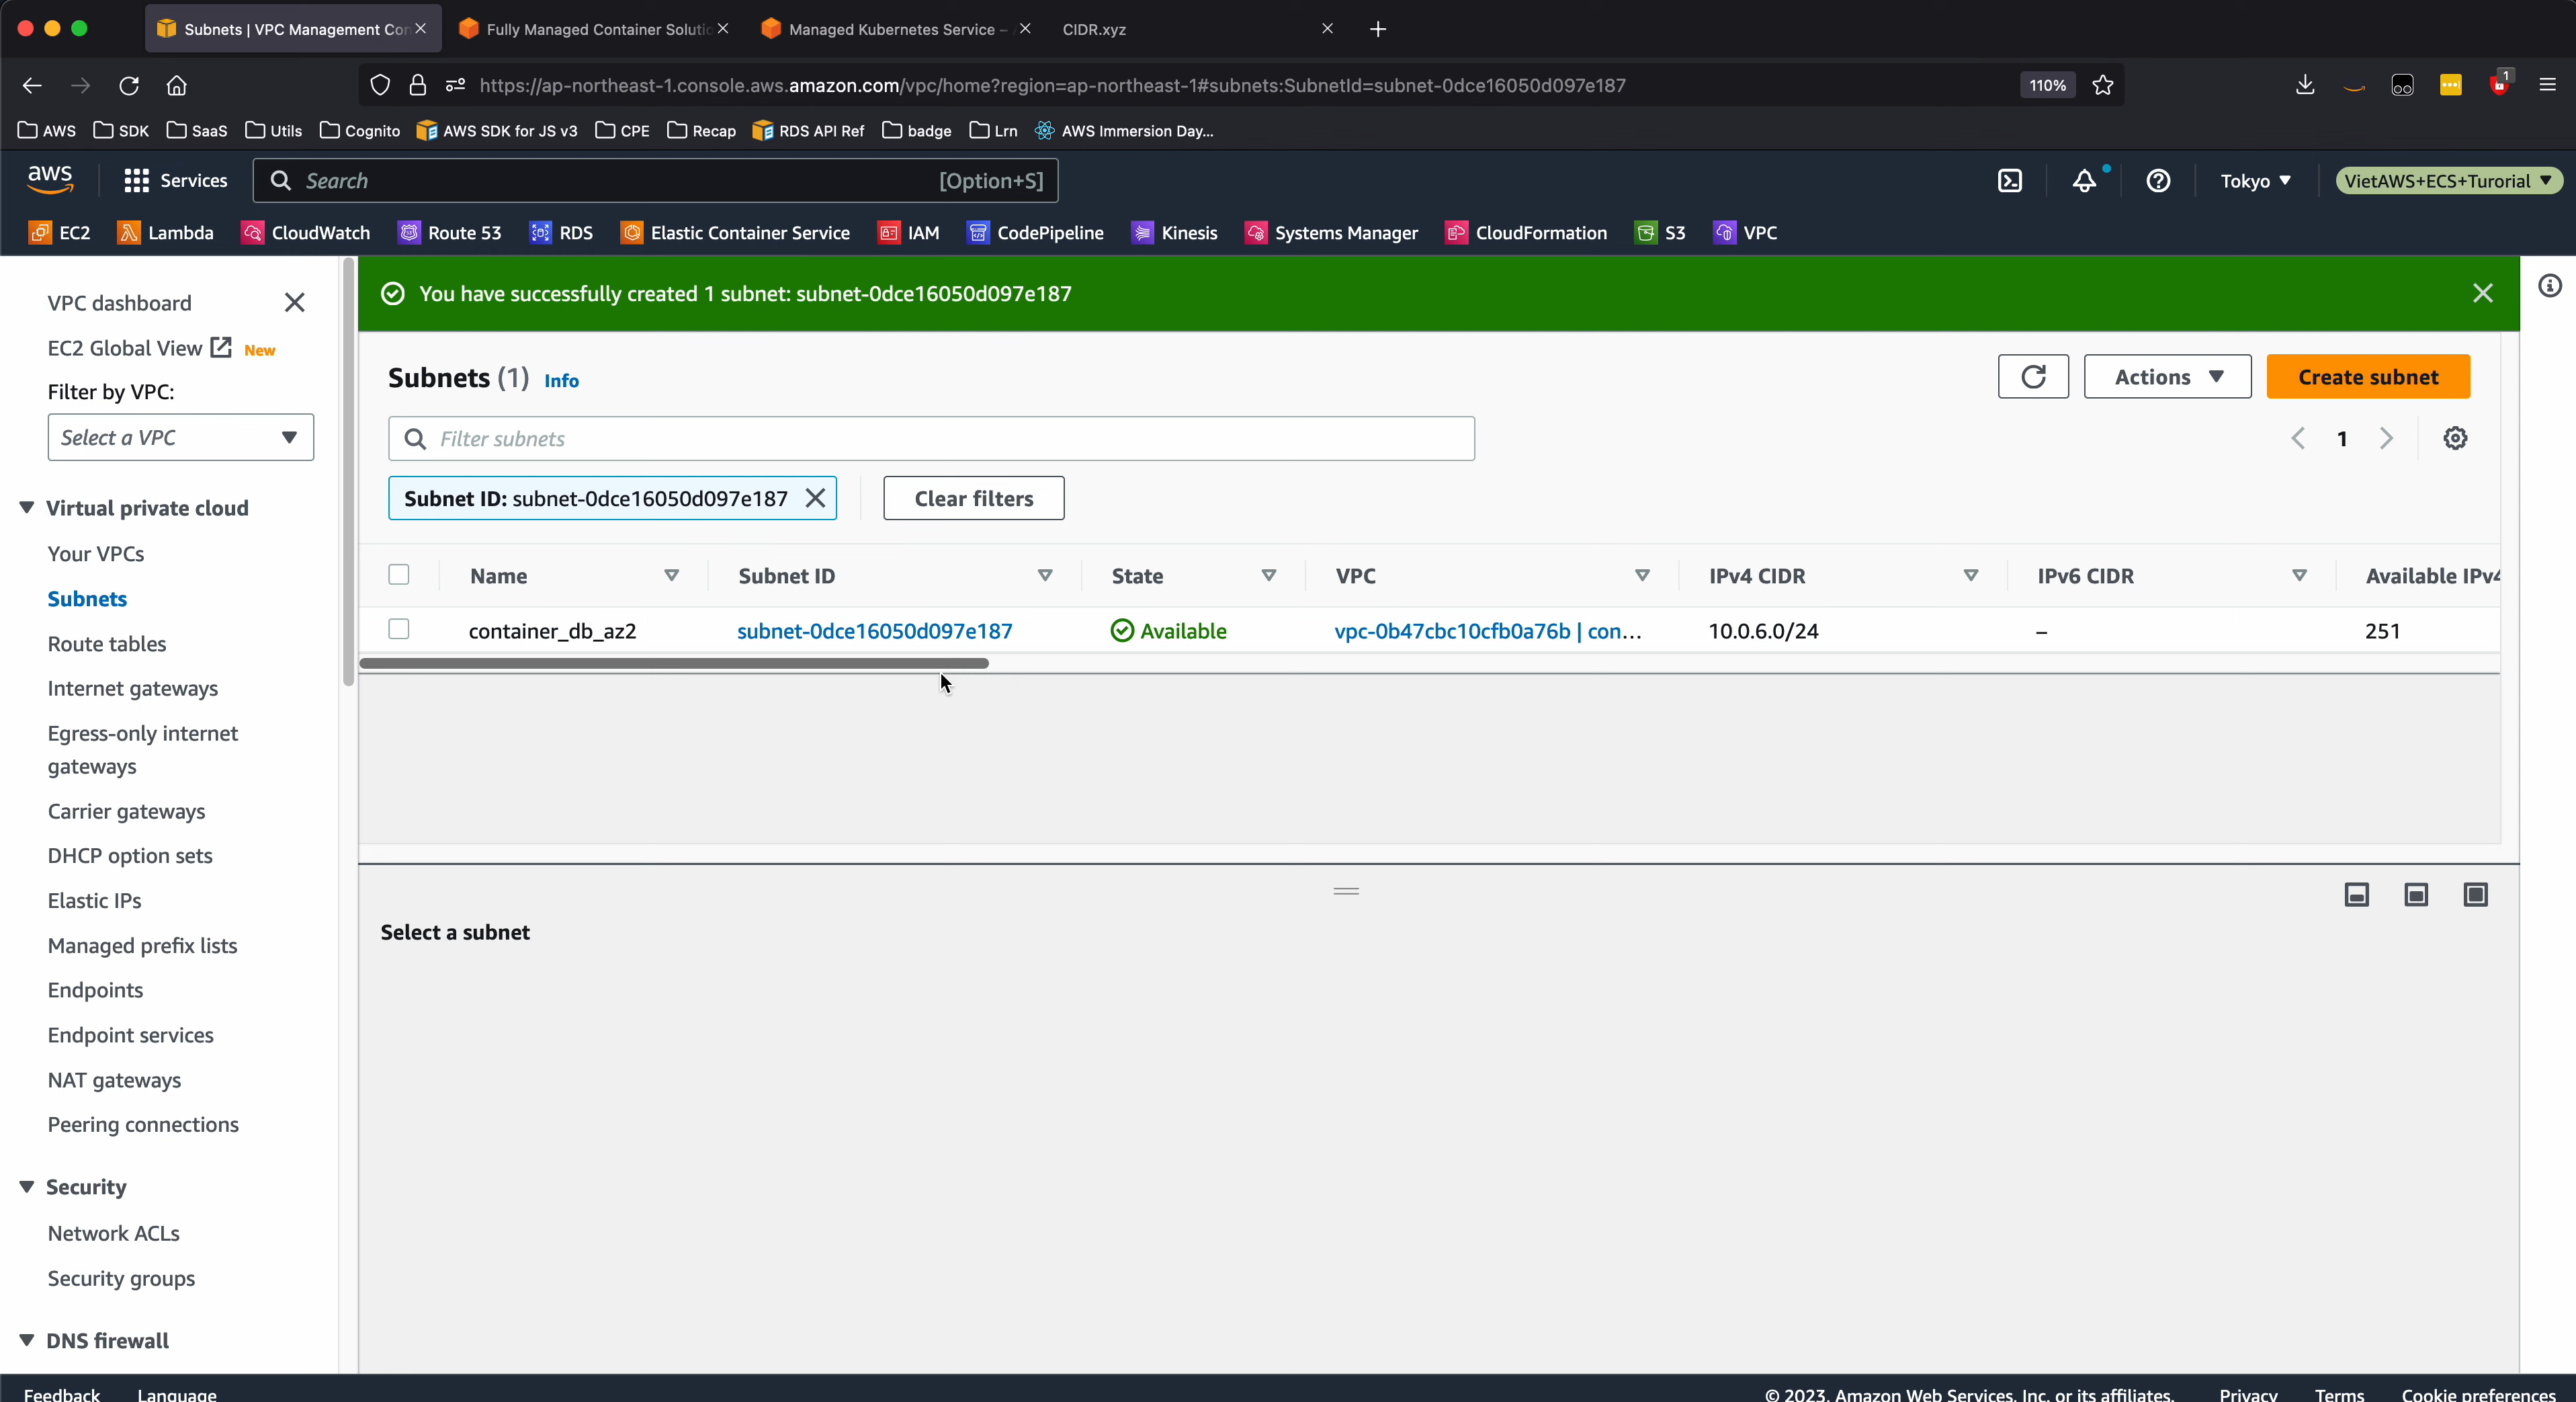 Subnets | VPC Management Con
Fully Managed Container Solutio
Managed Kubernetes Service –
CIDR.xyz
https://ap-northeast-1.console.aws.amazon.com/vpc/home?region=ap-northeast-1#subnets:SubnetId=subnet-0dce16050d097e187
110%
1
AWS
SDK
SaaS
Utils
Cognito
AWS SDK for JS v3
CPE
Recap
RDS API Ref
badge
Lrn
AWS Immersion Day...
aws
Services
Search
[Option+S]
Tokyo
VietAWS+ECS+Turorial
EC2
Lambda
CloudWatch
Route 53
RDS
Elastic Container Service
IAM
CodePipeline
Kinesis
Systems Manager
CloudFormation
S3
VPC
VPC dashboard
EC2 Global View
New
Filter by VPC:
Select a VPC
Virtual private cloud
Your VPCs
Subnets
Route tables
Internet gateways
Egress-only internet
gateways
Carrier gateways
DHCP option sets
Elastic IPs
Managed prefix lists
Endpoints
Endpoint services
NAT gateways
Peering connections
Security
Network ACLs
Security groups
DNS firewall
You have successfully created 1 subnet: subnet-0dce16050d097e187
Subnets (1) Info
Actions
Create subnet
Filter subnets
1
Subnet ID: subnet-0dce16050d097e187
Clear filters
Name
Subnet ID
State
VPC
IPv4 CIDR
IPv6 CIDR
Available IPv4
container_db_az2
subnet-0dce16050d097e187
Available
vpc-0b47cbc10cfb0a76b | con...
10.0.6.0/24
–
251
Select a subnet
Feedback
Language
© 2023, Amazon Web Services, Inc. or its affiliates.
Privacy
Terms
Cookie preferences